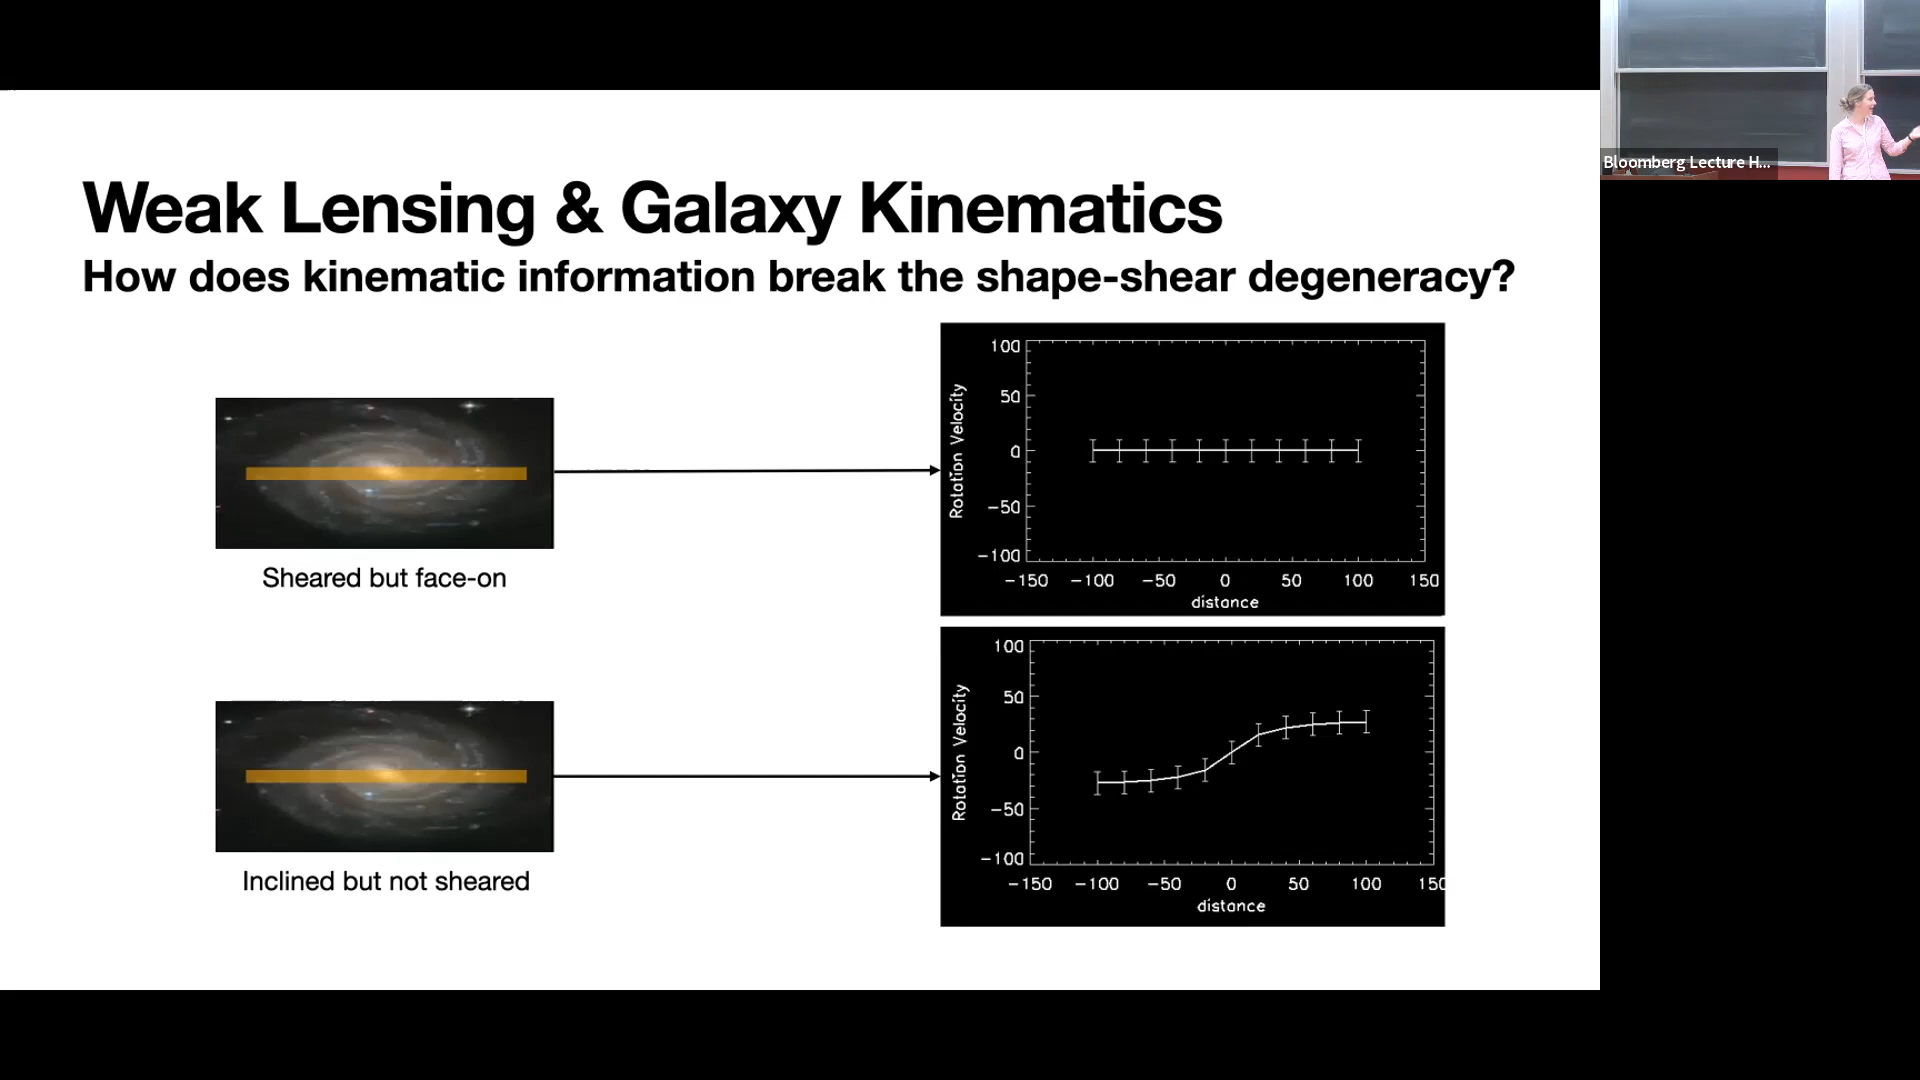 Weak Lensing & Galaxy Kinematics
How does kinematic information break the shape-shear degeneracy?
Bloomberg Lecture H...
Sheared but face-on
100
50
0
-50
-100
Rotation Velocity
-150 -100 -50 0 50 100 150
distance
Inclined but not sheared
100
50
0
-50
-100
Rotation Velocity
-150 -100 -50 0 50 100 150
distance